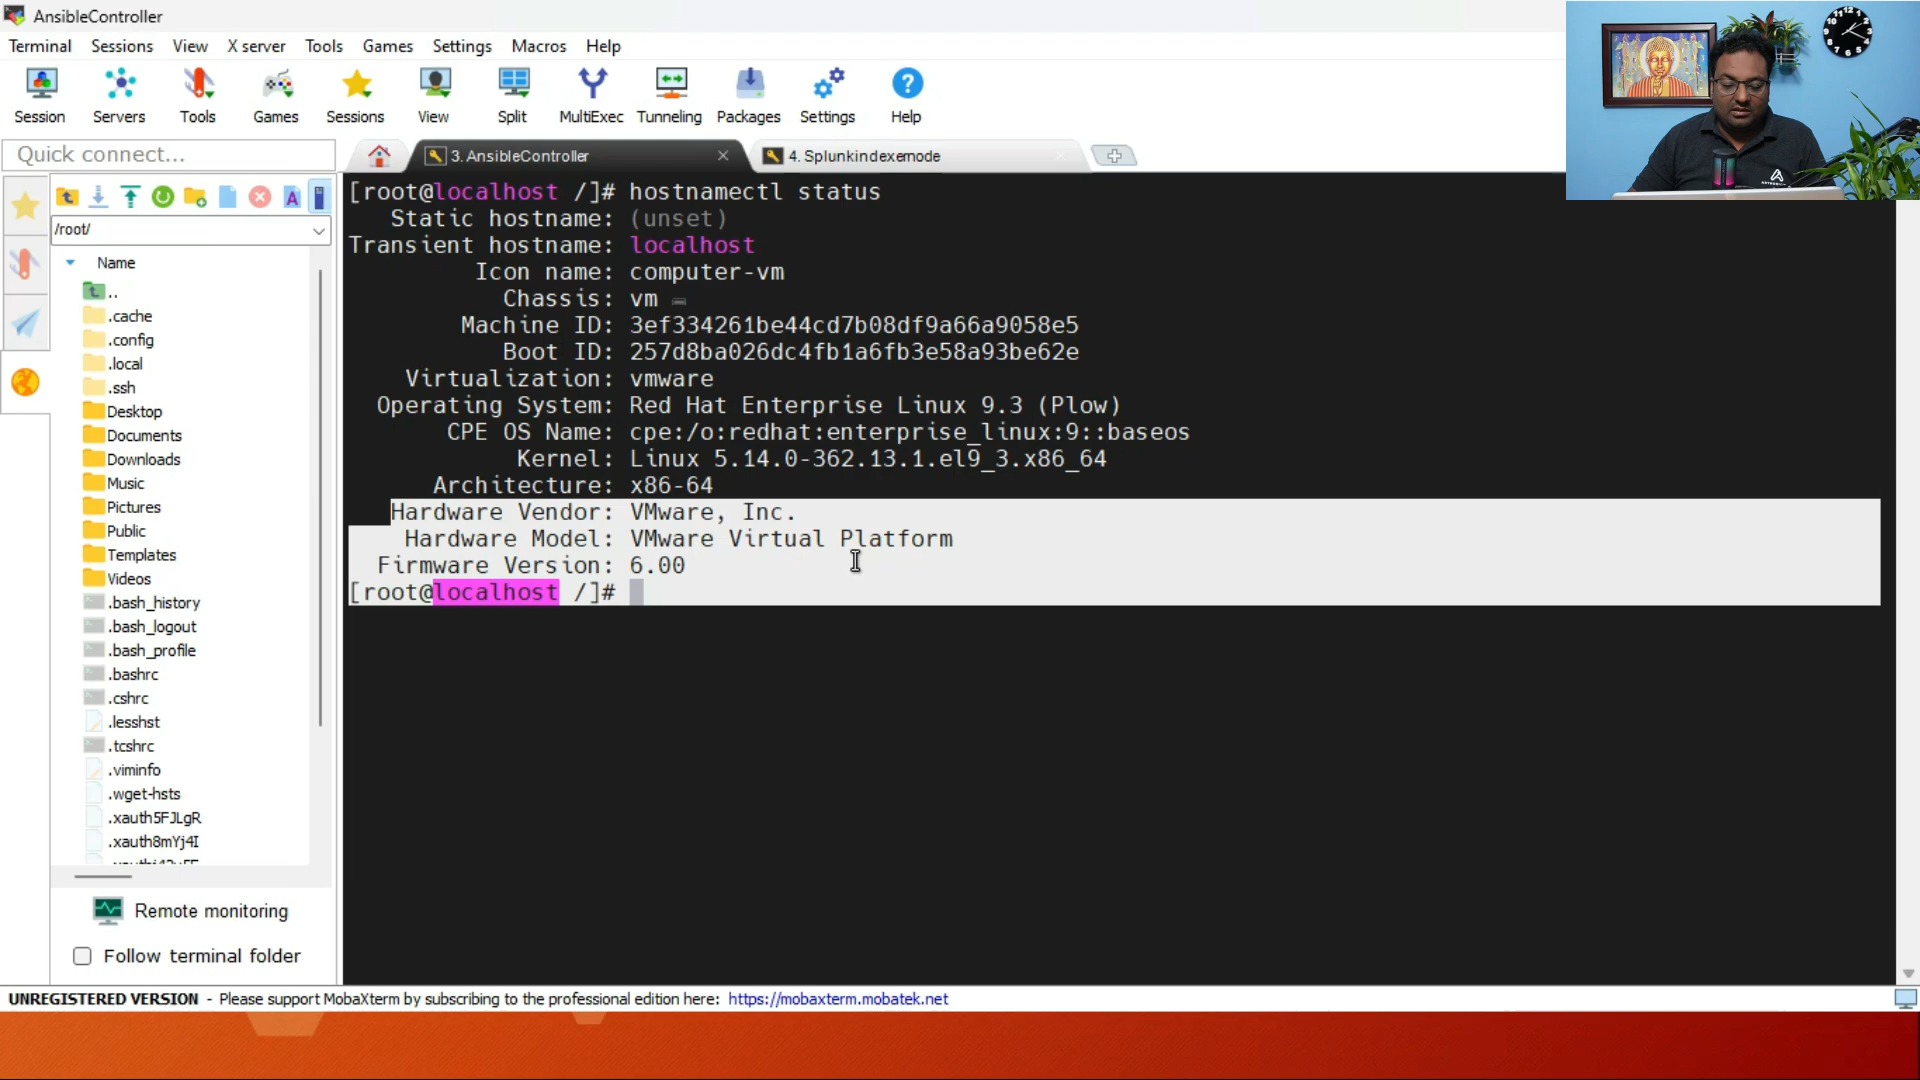 AnsibleController
Terminal Sessions View X server Tools Games Settings Macros Help
Session Servers Tools Games Sessions View Split MultiExec Tunneling Packages Settings Help
Quick connect...
3. AnsibleController
4. Splunkindexemode
/root/
Name
..
.cache
.config
.local
.ssh
Desktop
Documents
Downloads
Music
Pictures
Public
Templates
Videos
.bash_history
.bash_logout
.bash_profile
.bashrc
.cshrc
.lesshst
.tcshrc
.viminfo
.wget-hsts
.xauth5FJLgR
.xauth8mYj4I
Remote monitoring
Follow terminal folder
[root@localhost /]# hostnamectl status
Static hostname: (unset)
Transient hostname: localhost
Icon name: computer-vm
Chassis: vm
Machine ID: 3ef334261be44cd7b08df9a66a9058e5
Boot ID: 257d8ba026dc4fb1a6fb3e58a93be62e
Virtualization: vmware
Operating System: Red Hat Enterprise Linux 9.3 (Plow)
CPE OS Name: cpe:/o:redhat:enterprise_linux:9::baseos
Kernel: Linux 5.14.0-362.13.1.el9_3.x86_64
Architecture: x86-64
Hardware Vendor: VMware, Inc.
Hardware Model: VMware Virtual Platform
Firmware Version: 6.00
[root@localhost /]#
UNREGISTERED VERSION - Please support MobaXterm by subscribing to the professional edition here: https://mobaxterm.mobatek.net